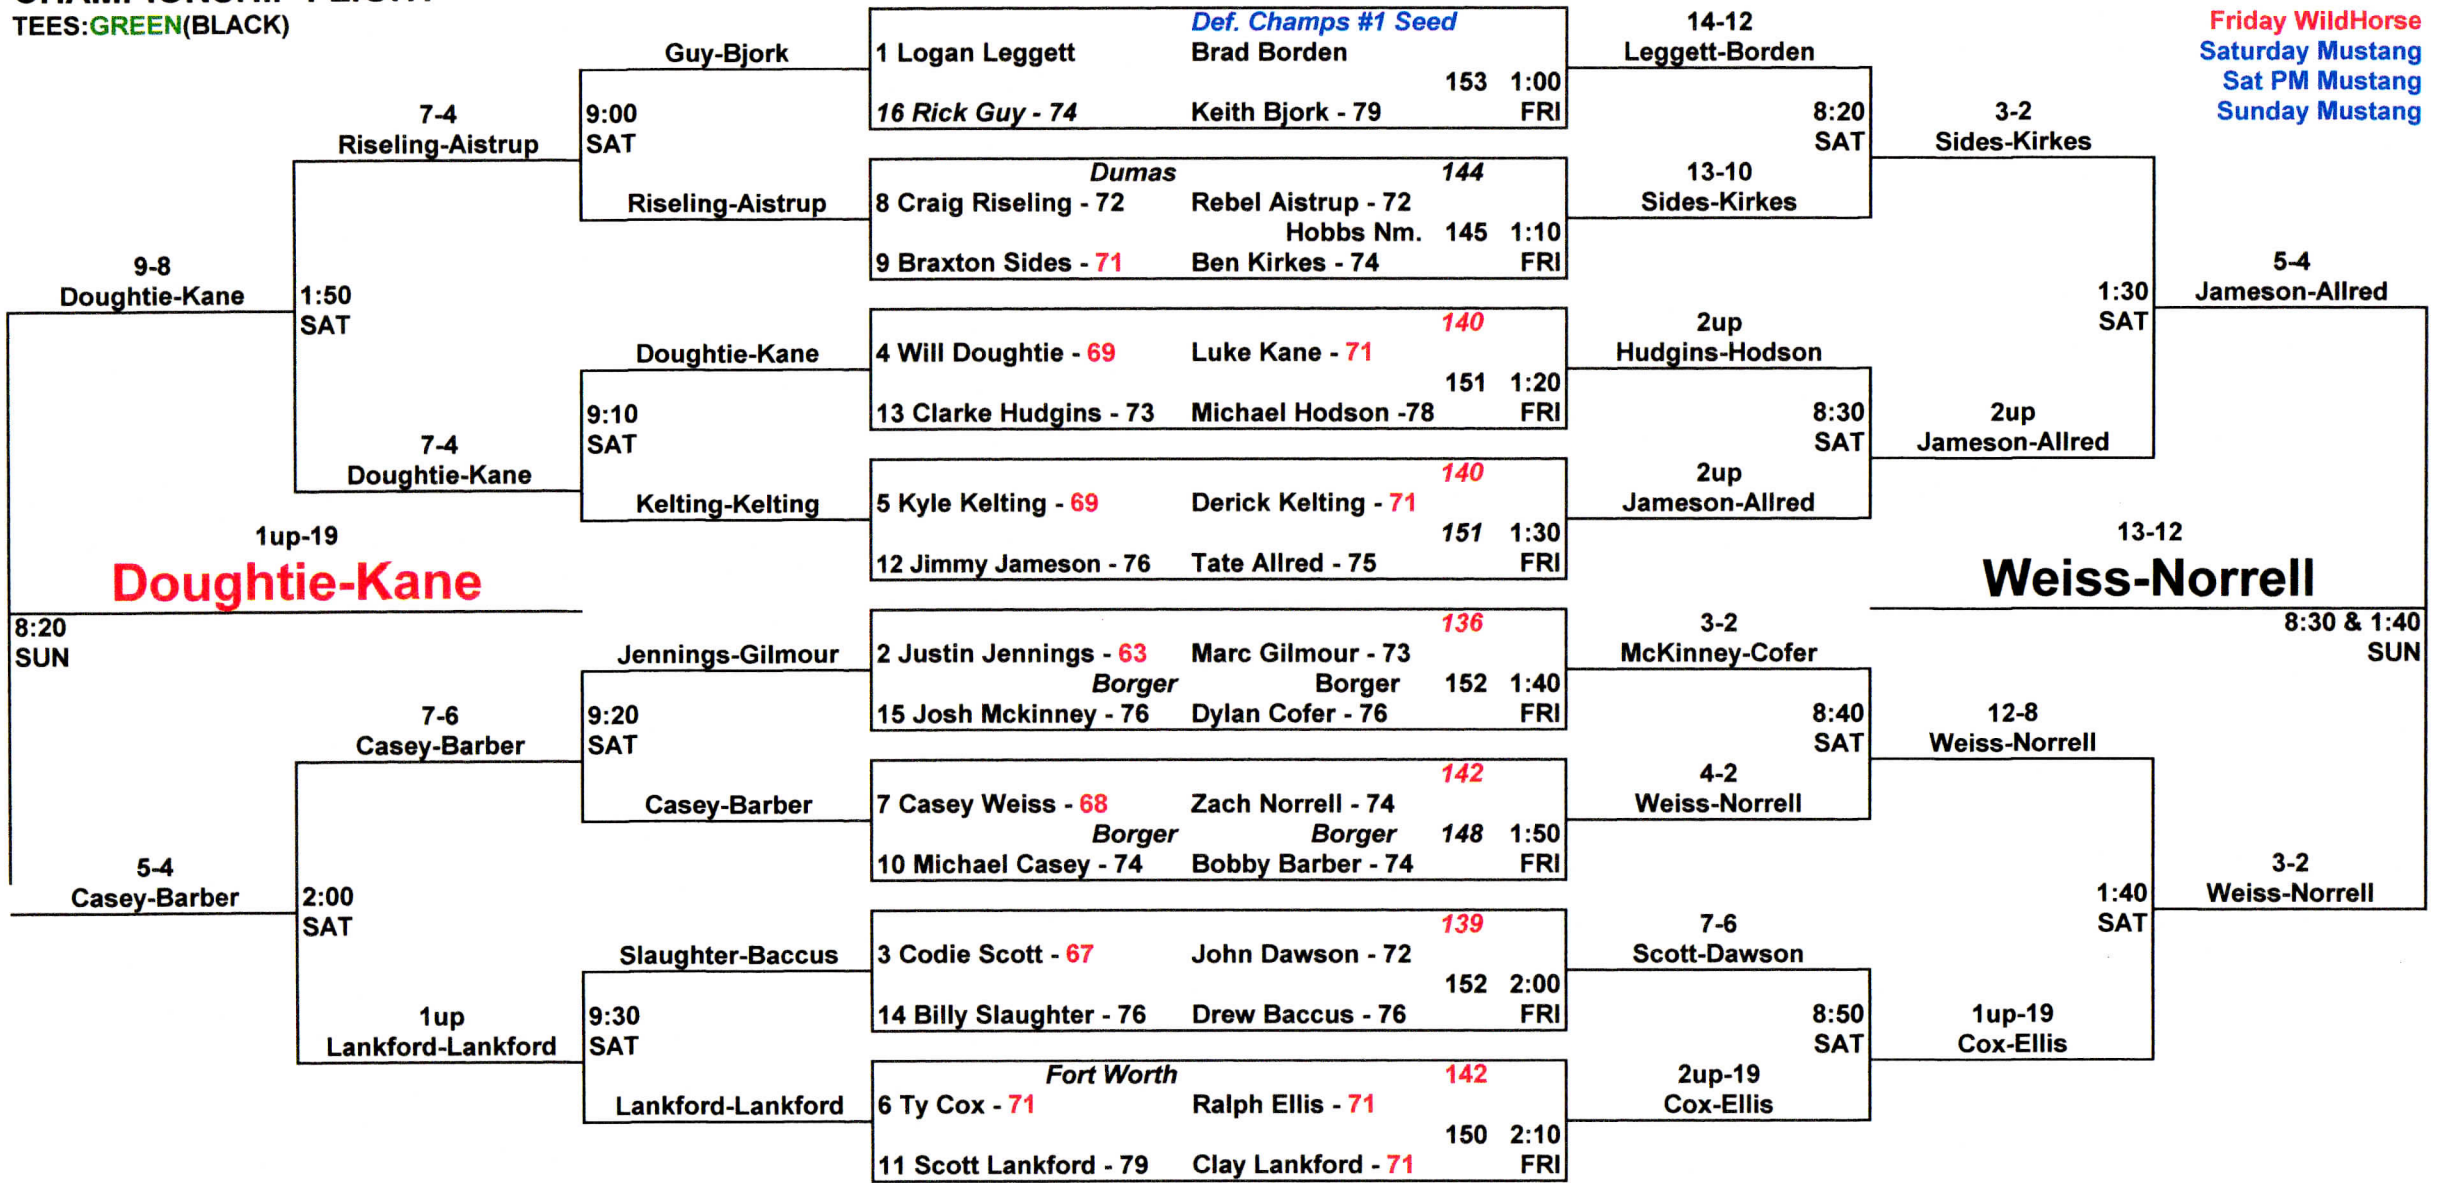 TEES:GREEN(BLACK)
Friday WildHorse
Saturday Mustang
Sat PM Mustang
Sunday Mustang
Def. Champs #1 Seed
1 Logan Leggett Brad Borden
153 1:00
16 Rick Guy - 74 Keith Bjork - 79 FRI
Dumas 144
8 Craig Riseling - 72 Rebel Aistrup - 72
Hobbs Nm. 145 1:10
9 Braxton Sides - 71 Ben Kirkes - 74 FRI
140
4 Will Doughtie - 69 Luke Kane - 71
151 1:20
13 Clarke Hudgins - 73 Michael Hodson -78 FRI
140
5 Kyle Kelting - 69 Derick Kelting - 71
151 1:30
12 Jimmy Jameson - 76 Tate Allred - 75 FRI
136
2 Justin Jennings - 63 Marc Gilmour - 73
Borger Borger 152 1:40
15 Josh Mckinney - 76 Dylan Cofer - 76 FRI
142
7 Casey Weiss - 68 Zach Norrell - 74
Borger Borger 148 1:50
10 Michael Casey - 74 Bobby Barber - 74 FRI
139
3 Codie Scott - 67 John Dawson - 72
152 2:00
14 Billy Slaughter - 76 Drew Baccus - 76 FRI
Fort Worth 142
6 Ty Cox - 71 Ralph Ellis - 71
150 2:10
11 Scott Lankford - 79 Clay Lankford - 71 FRI
Guy-Bjork
9:00
SAT
Riseling-Aistrup
Doughtie-Kane
9:10
SAT
Kelting-Kelting
Jennings-Gilmour
9:20
SAT
Casey-Barber
Slaughter-Baccus
9:30
SAT
Lankford-Lankford
7-4
Riseling-Aistrup
1:50
SAT
7-4
Doughtie-Kane
7-6
Casey-Barber
2:00
SAT
1up
Lankford-Lankford
9-8
Doughtie-Kane
1up-19
Doughtie-Kane
8:20
SUN
5-4
Casey-Barber
14-12
Leggett-Borden
8:20
SAT
13-10
Sides-Kirkes
2up
Hudgins-Hodson
8:30
SAT
2up
Jameson-Allred
3-2
McKinney-Cofer
8:40
SAT
4-2
Weiss-Norrell
7-6
Scott-Dawson
8:50
SAT
2up-19
Cox-Ellis
3-2
Sides-Kirkes
1:30
SAT
2up
Jameson-Allred
12-8
Weiss-Norrell
1:40
SAT
1up-19
Cox-Ellis
5-4
Jameson-Allred
13-12
Weiss-Norrell
8:30 & 1:40
SUN
3-2
Weiss-Norrell